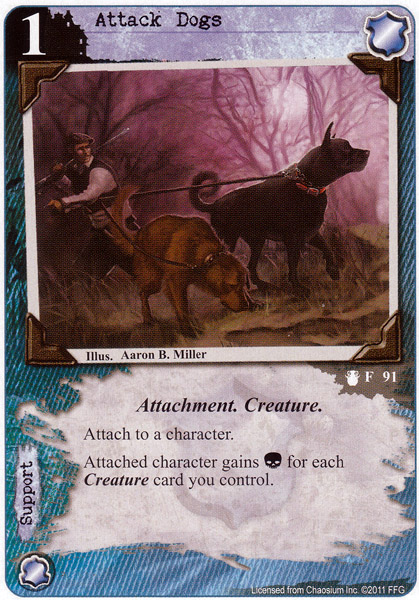 1
Attack Dogs
Illus. Aaron B. Miller
F 91
Attachment. Creature.
Attach to a character.
Attached character gains for each
Creature card you control.
Support
Licensed from Chaosium Inc. ©2011 FFG